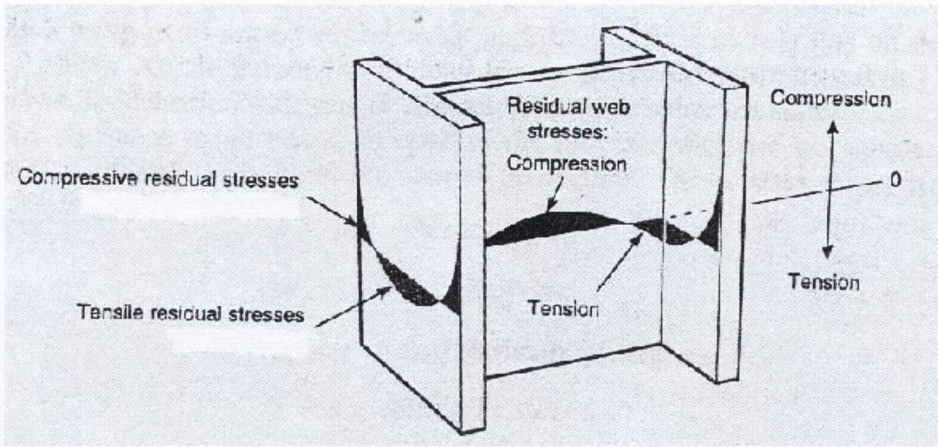 Compression
Residual web
stresses:
Compression
Compressive residual stresses
0
Tension
Tensile residual stresses
Tension